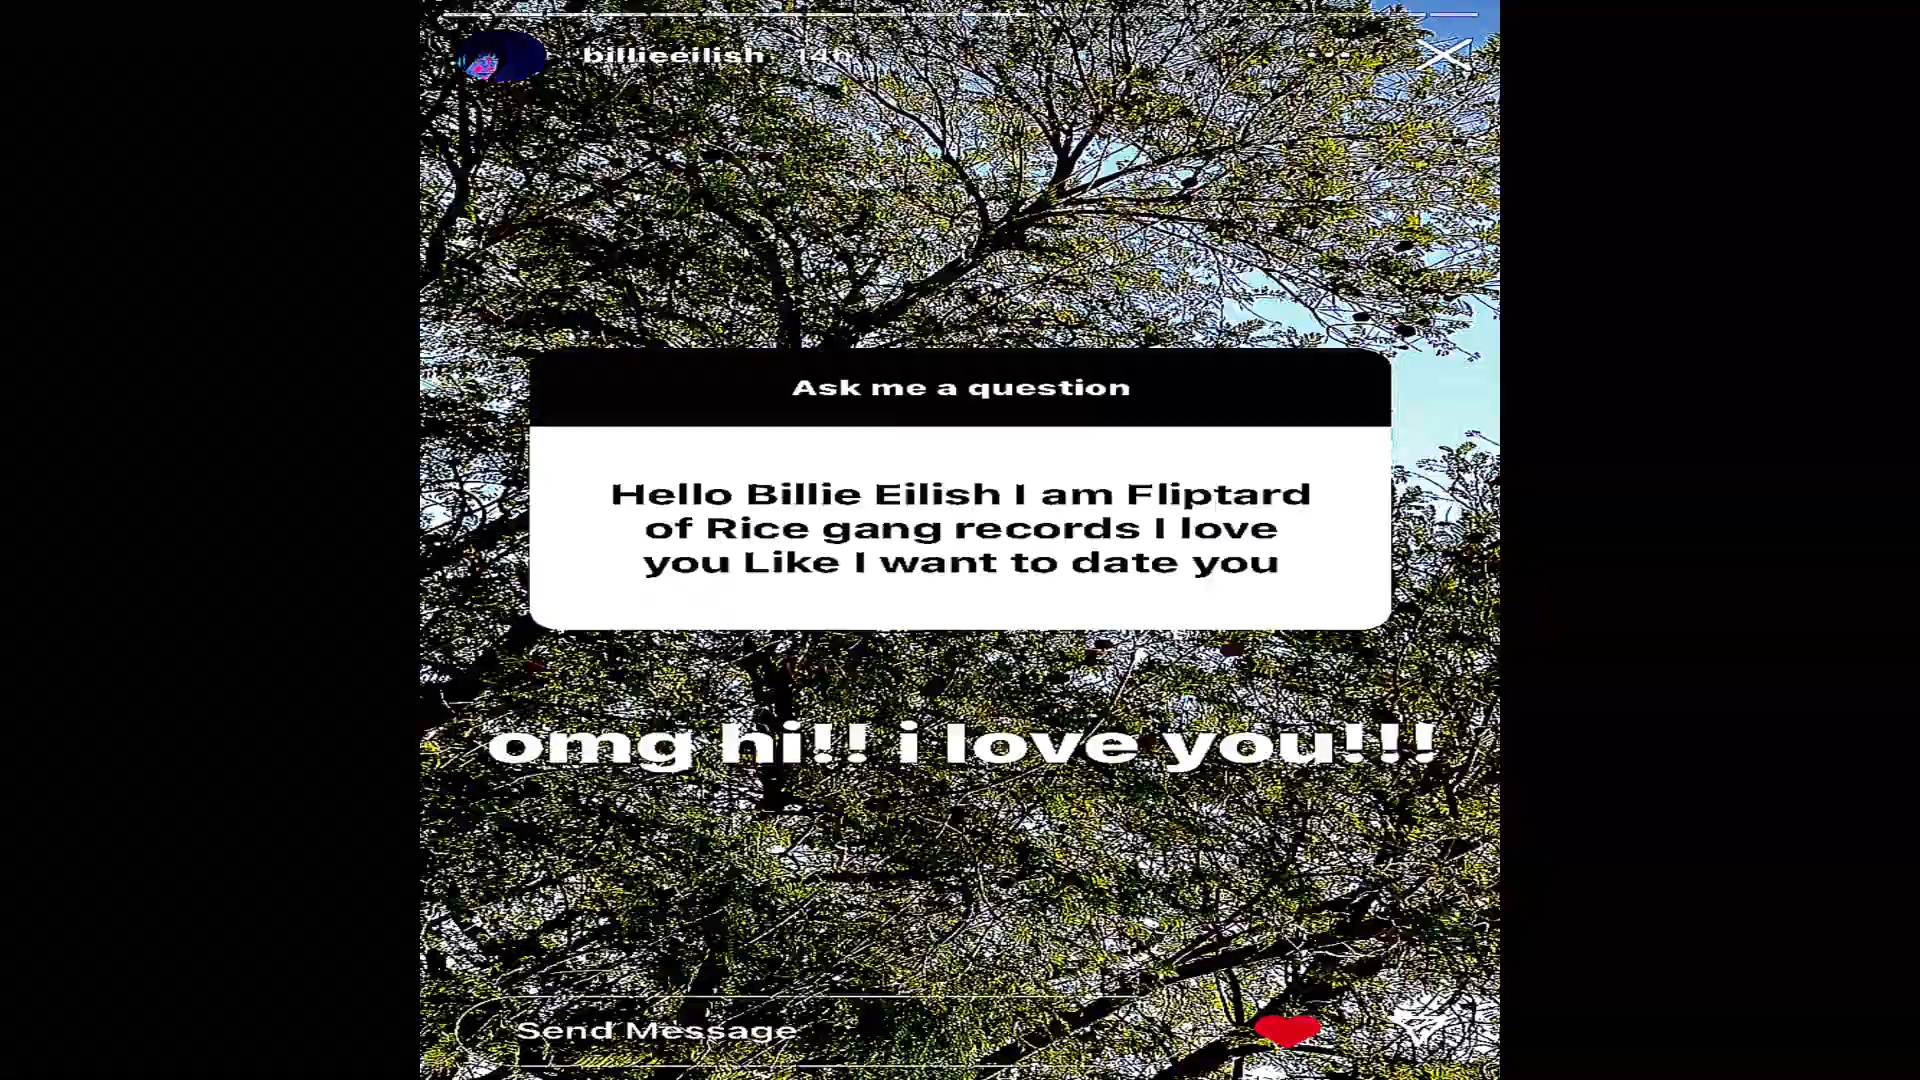 billieeilish 14h
Ask me a question
Hello Billie Eilish I am Fliptard
of Rice gang records I love
you Like I want to date you
omg hi!! i love you!!!
Send Message